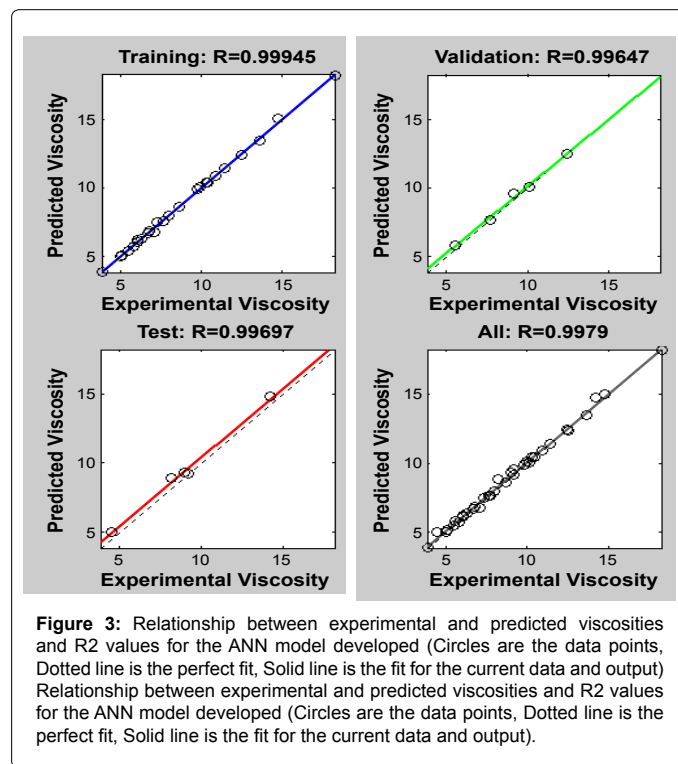 Training: R=0.99945
Predicted Viscosity
15
10
5
5 10 15
Experimental Viscosity
Validation: R=0.99647
Predicted Viscosity
15
10
5
5 10 15
Experimental Viscosity
Test: R=0.99697
Predicted Viscosity
15
10
5
5 10 15
Experimental Viscosity
All: R=0.9979
Predicted Viscosity
15
10
5
5 10 15
Experimental Viscosity
Figure 3: Relationship between experimental and predicted viscosities
and R2 values for the ANN model developed (Circles are the data points,
Dotted line is the perfect fit, Solid line is the fit for the current data and output)
Relationship between experimental and predicted viscosities and R2 values
for the ANN model developed (Circles are the data points, Dotted line is the
perfect fit, Solid line is the fit for the current data and output).